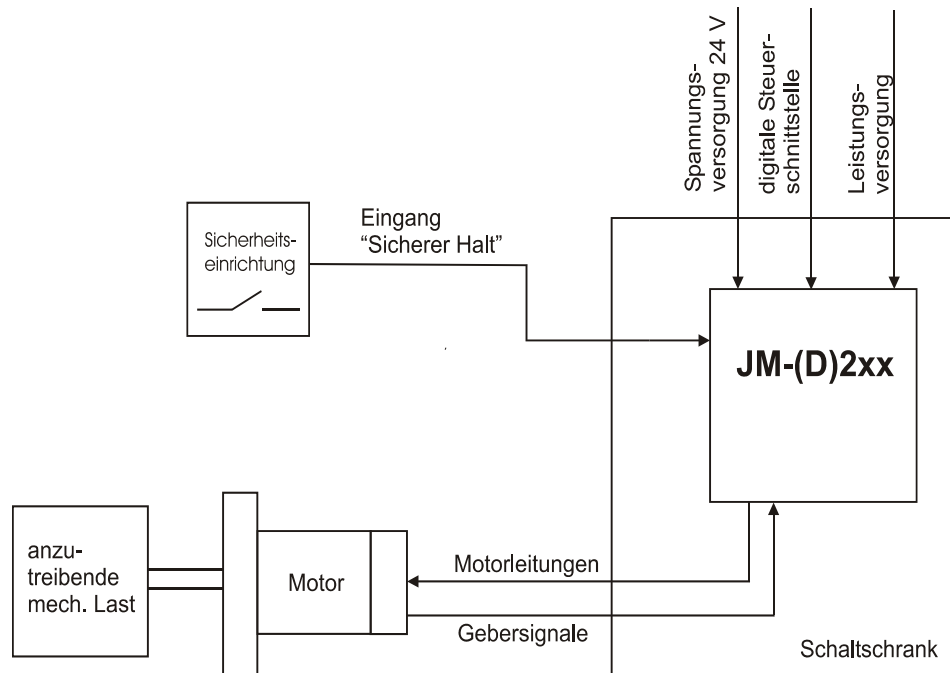 Spannungs-
versorgung 24 V
digitale Steuer-
schnittstelle
Leistungs-
versorgung
Sicherheits-
einrichtung
Eingang
“Sicherer Halt”
JM-(D)2xx
anzu-
treibende
mech. Last
Motor
Motorleitungen
Gebersignale
Schaltschrank